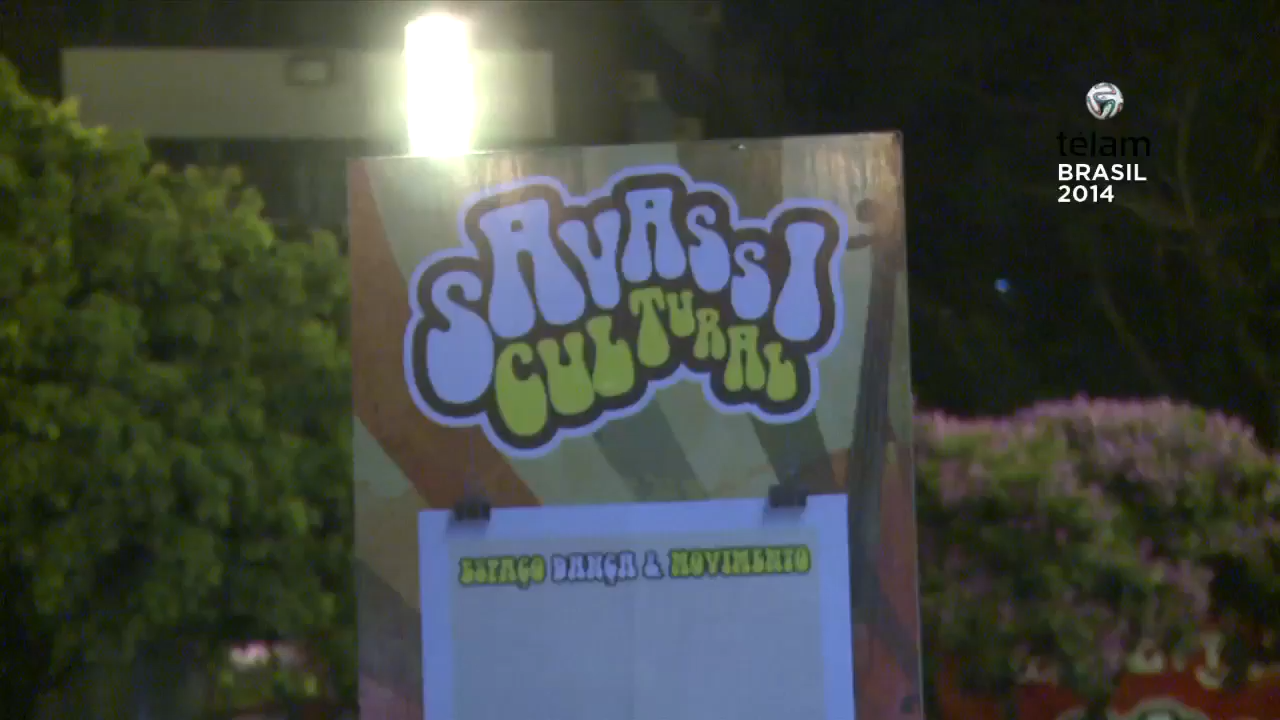 SAVASSI
CULTURAL
ESPAÇO DANÇA & MOVIMENTO
télam
BRASIL
2014